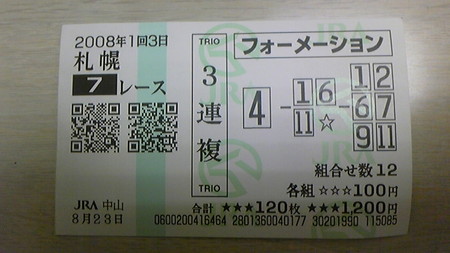 2008年1回3日
札幌
7 レース
TRIO
3連複
TRIO
フォーメーション
4 - 1 6 - 1 2
11 ☆ 6 7
9 11
組合せ数12
各組 ☆☆☆100円
JRA 中山
8月23日
合計 ★★★120枚 ★★★1,200円
0600200416464 2801360040177 30201990 115085
JRA